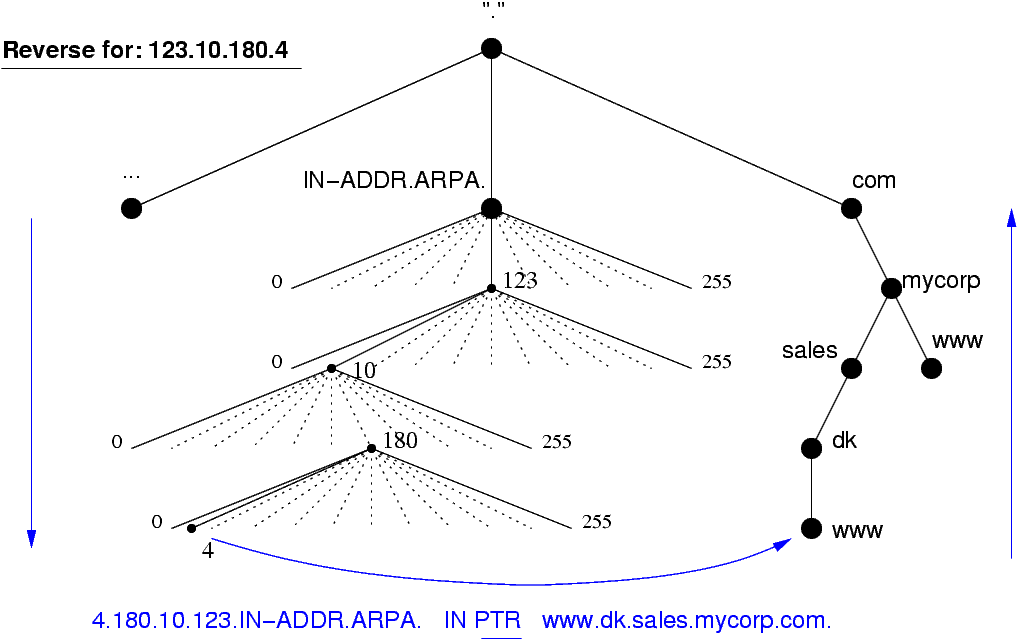 "."
Reverse for: 123.10.180.4
...
IN-ADDR.ARPA.
com
0
123
255
mycorp
0
10
255
sales
www
0
180
255
dk
0
4
255
www
4.180.10.123.IN-ADDR.ARPA. IN PTR www.dk.sales.mycorp.com.